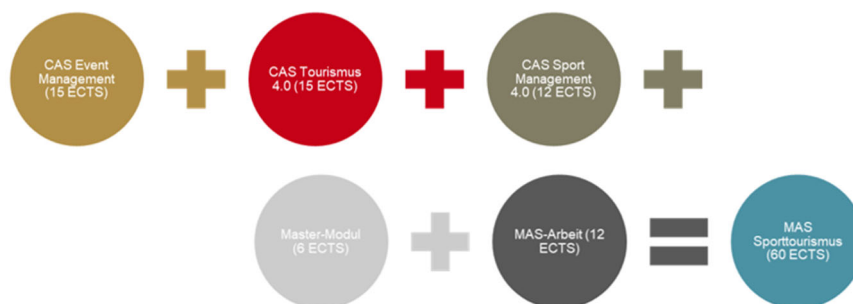 CAS Event
Management
(15 ECTS)
CAS Tourismus
4.0 (15 ECTS)
CAS Sport
Management
4.0 (12 ECTS)
Master-Modul
(6 ECTS)
MAS-Arbeit (12
ECTS)
MAS
Sporttourismus
(60 ECTS)